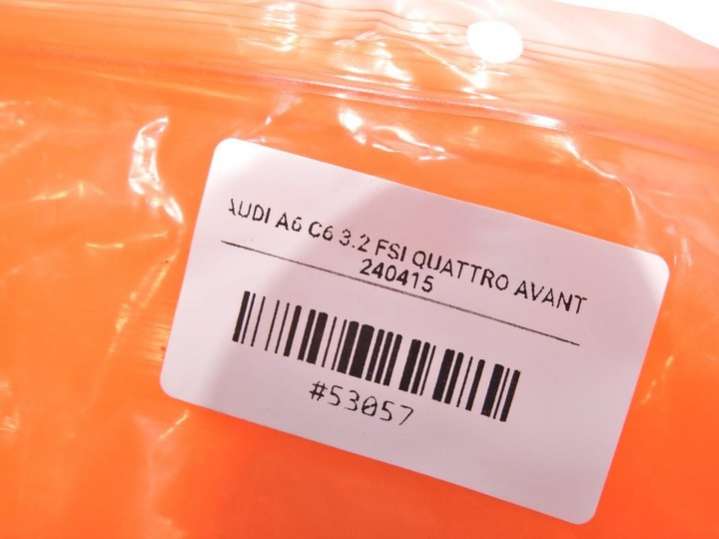 AUDI A6 C6 3.2 FSI QUATTRO AVANT
240415
#53057